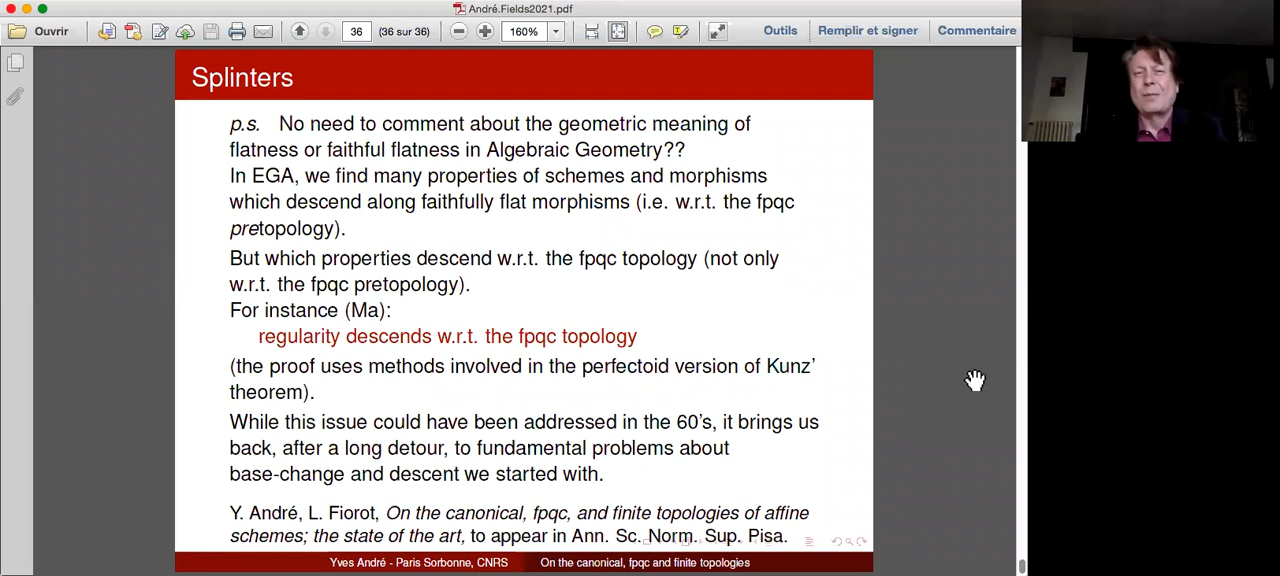 André.Fields2021.pdf
Ouvrir
36
(36 sur 36)
160%
Outils
Remplir et signer
Commentaire
Splinters
p.s. No need to comment about the geometric meaning of
flatness or faithful flatness in Algebraic Geometry??
In EGA, we find many properties of schemes and morphisms
which descend along faithfully flat morphisms (i.e. w.r.t. the fpqc
pretopology).
But which properties descend w.r.t. the fpqc topology (not only
w.r.t. the fpqc pretopology).
For instance (Ma):
regularity descends w.r.t. the fpqc topology
(the proof uses methods involved in the perfectoid version of Kunz'
theorem).
While this issue could have been addressed in the 60's, it brings us
back, after a long detour, to fundamental problems about
base-change and descent we started with.
Y. André, L. Fiorot, On the canonical, fpqc, and finite topologies of affine
schemes; the state of the art, to appear in Ann. Sc. Norm. Sup. Pisa.
Yves André - Paris Sorbonne, CNRS
On the canonical, fpqc and finite topologies